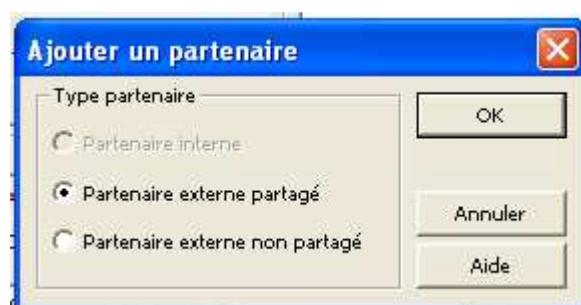 Ajouter un partenaire
Type partenaire
Partenaire interne
Partenaire externe partagé
Partenaire externe non partagé
OK
Annuler
Aide